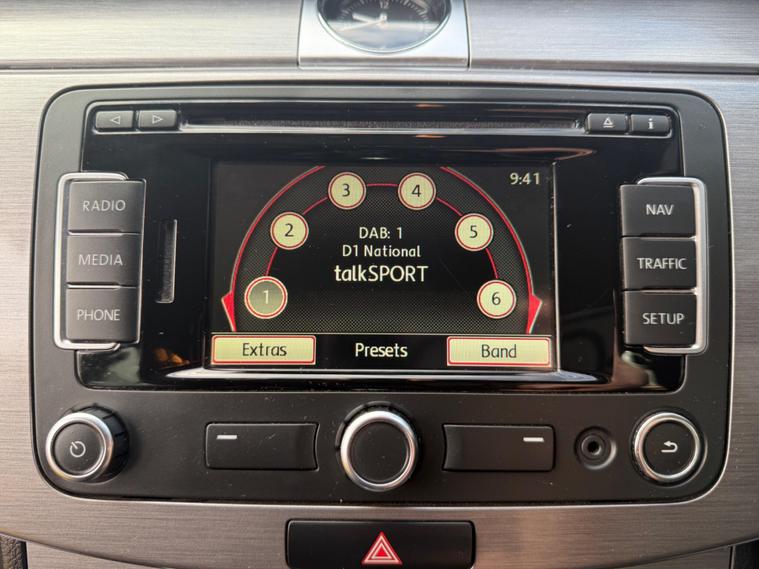 RADIO
MEDIA
PHONE
i
9:41
3
4
2
5
1
6
DAB: 1
D1 National
talkSPORT
Extras
Presets
Band
NAV
TRAFFIC
SETUP